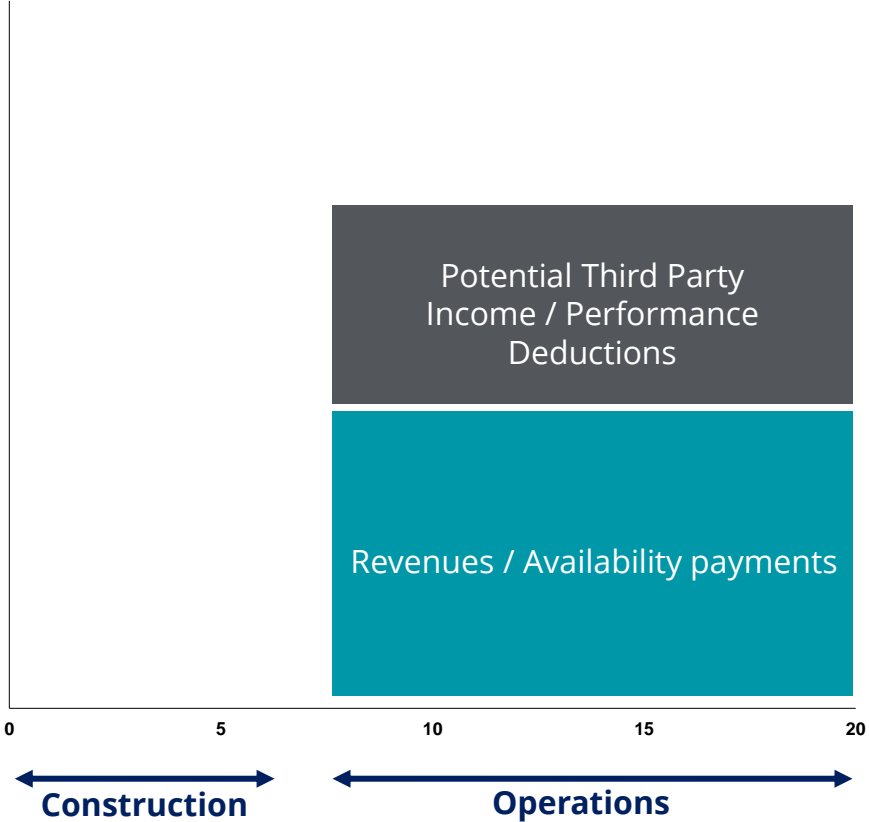 Potential Third Party
Income / Performance
Deductions
Revenues / Availability payments
0 5 10 15 20
Construction Operations